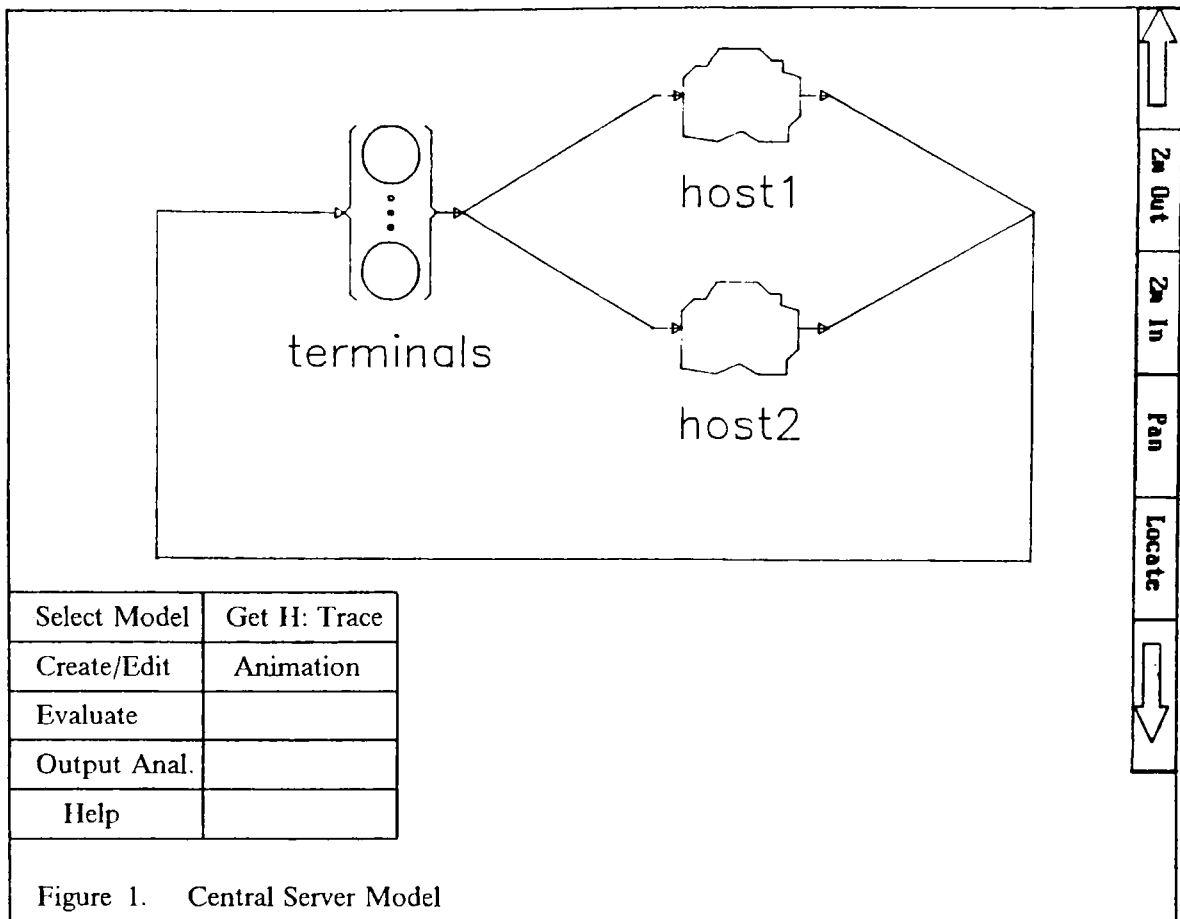 host1
terminals
host2
Zm Out
Zm In
Pan
Locate
Select Model Get H: Trace
Create/Edit Animation
Evaluate
Output Anal.
Help
Figure 1. Central Server Model